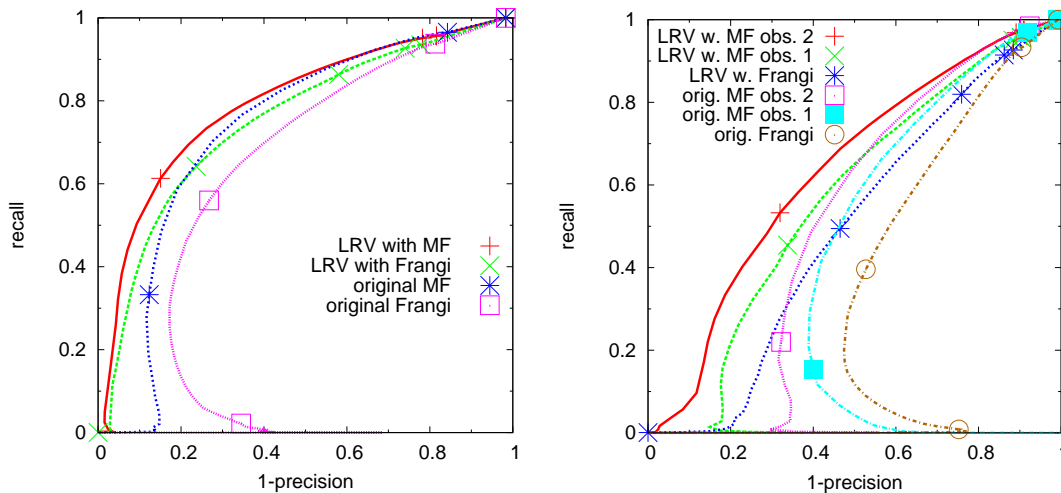 1
0.8
0.6
0.4
0.2
0
recall
LRV with MF
LRV with Frangi
original MF
original Frangi
0 0.2 0.4 0.6 0.8 1
1-precision
1
0.8
0.6
0.4
0.2
0
recall
LRV w. MF obs. 2
LRV w. MF obs. 1
LRV w. Frangi
orig. MF obs. 2
orig. MF obs. 1
orig. Frangi
0 0.2 0.4 0.6 0.8 1
1-precision